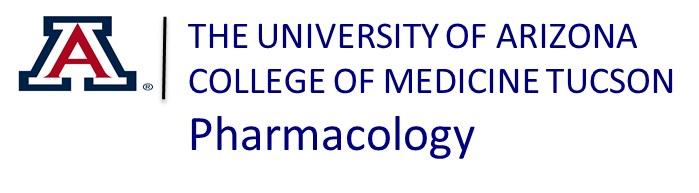 A ®
THE UNIVERSITY OF ARIZONA
COLLEGE OF MEDICINE TUCSON
Pharmacology